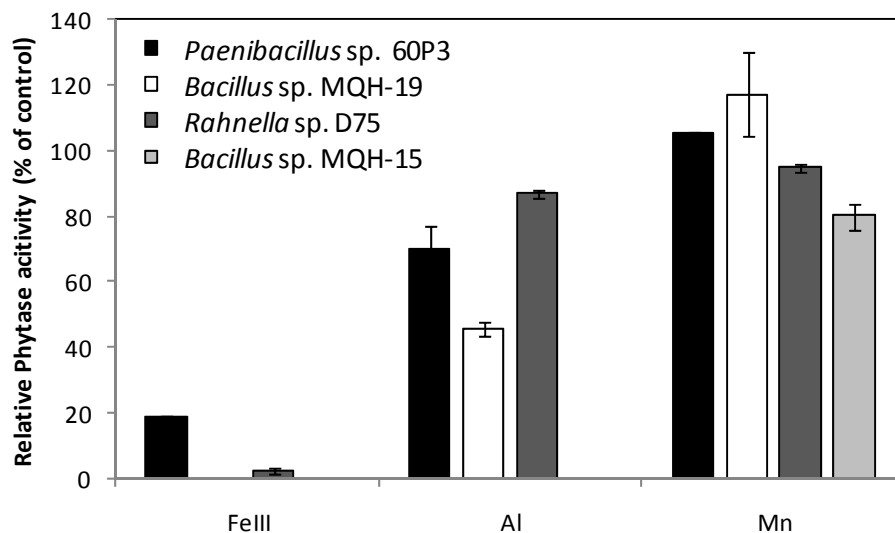 Relative Phytase acitivity (% of control)
140
120
100
80
60
40
20
0
Paenibacillus sp. 60P3
Bacillus sp. MQH-19
Rahnella sp. D75
Bacillus sp. MQH-15
FeIII
Al
Mn